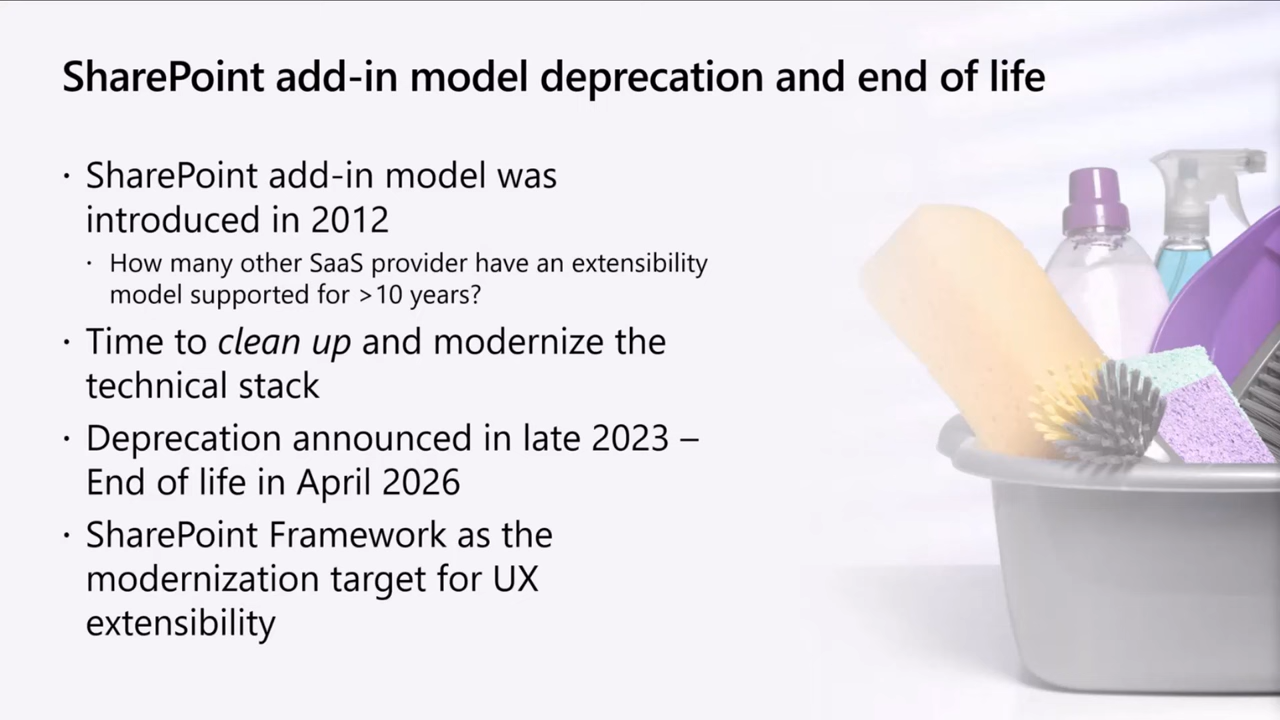 SharePoint add-in model deprecation and end of life
· SharePoint add-in model was
introduced in 2012
· How many other SaaS provider have an extensibility
model supported for >10 years?
· Time to clean up and modernize the
technical stack
· Deprecation announced in late 2023 –
End of life in April 2026
· SharePoint Framework as the
modernization target for UX
extensibility